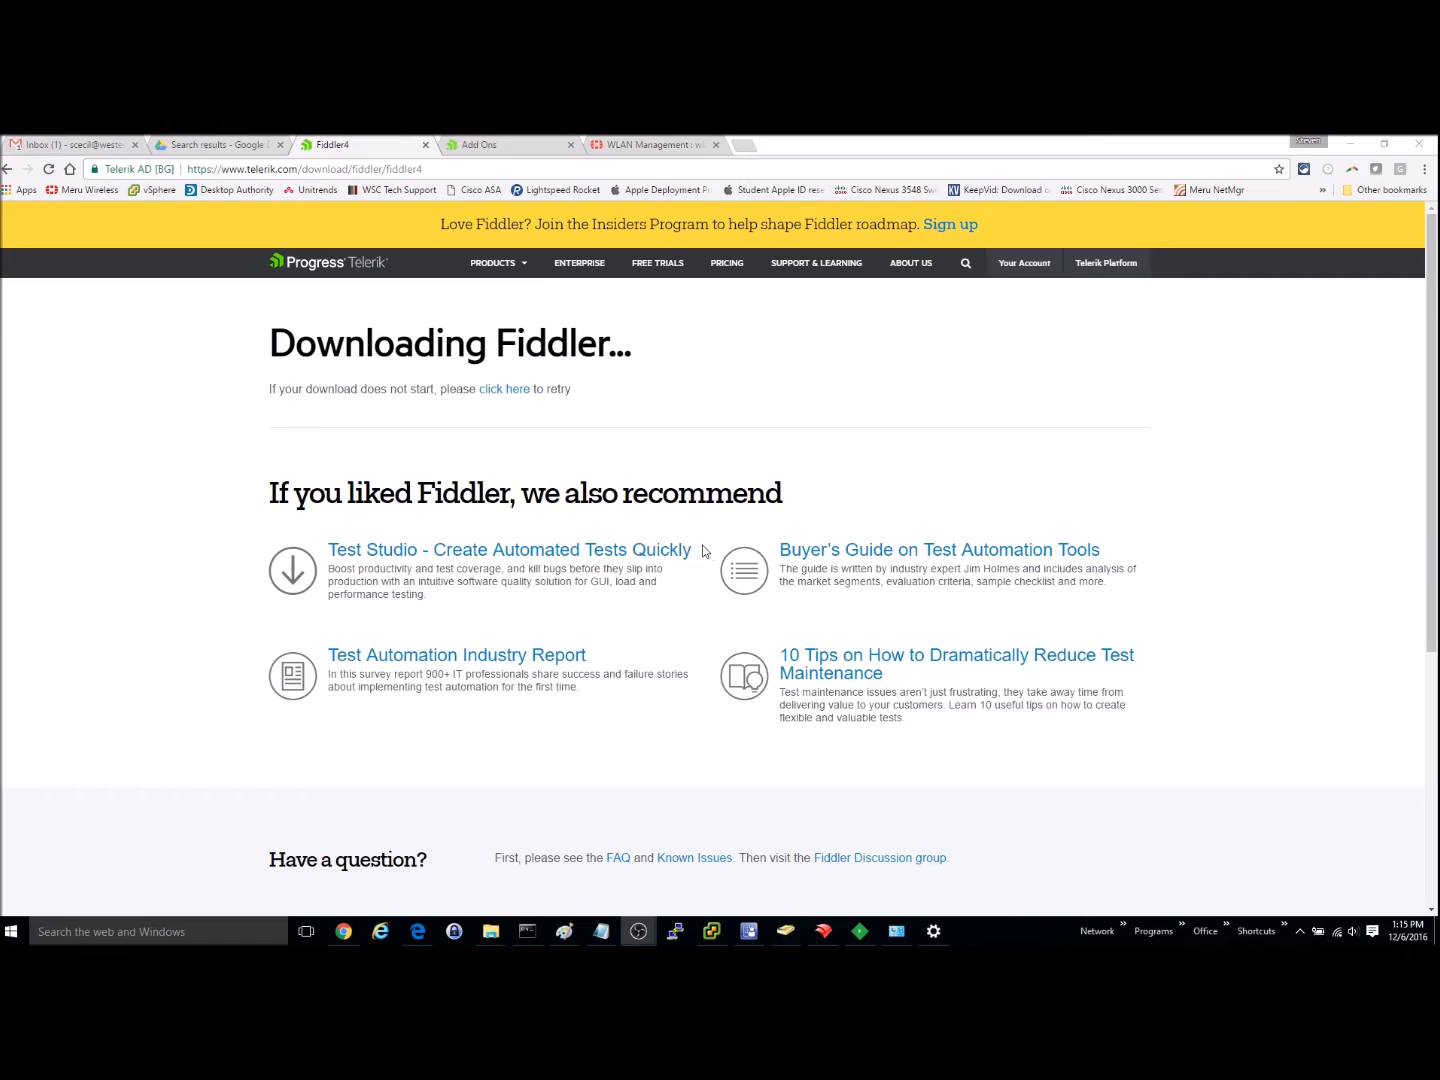 Inbox (1) - scecil@weste
Search results - Google
Fiddler4
Add Ons
WLAN Management : w
Steven
Telerik AD [BG]
https://www.telerik.com/download/fiddler/fiddler4
Apps
Meru Wireless
vSphere
Desktop Authority
Unitrends
WSC Tech Support
Cisco ASA
Lightspeed Rocket
Apple Deployment P
Student Apple ID rese
Cisco Nexus 3548 Sw
KeepVid: Download
Cisco Nexus 3000 Ser
Meru NetMgr
»
Other bookmarks
Love Fiddler? Join the Insiders Program to help shape Fiddler roadmap. Sign up
Progress Telerik
PRODUCTS
ENTERPRISE
FREE TRIALS
PRICING
SUPPORT & LEARNING
ABOUT US
Your Account
Telerik Platform
Downloading Fiddler...
If your download does not start, please click here to retry
If you liked Fiddler, we also recommend
Test Studio - Create Automated Tests Quickly
Boost productivity and test coverage, and kill bugs before they slip into
production with an intuitive software quality solution for GUI, load and
performance testing.
Buyer's Guide on Test Automation Tools
The guide is written by industry expert Jim Holmes and includes analysis of
the market segments, evaluation criteria, sample checklist and more.
Test Automation Industry Report
In this survey report 900+ IT professionals share success and failure stories
about implementing test automation for the first time.
10 Tips on How to Dramatically Reduce Test
Maintenance
Test maintenance issues aren't just frustrating, they take away time from
delivering value to your customers. Learn 10 useful tips on how to create
flexible and valuable tests.
Have a question?
First, please see the FAQ and Known Issues. Then visit the Fiddler Discussion group.
Search the web and Windows
Network »
Programs »
Office »
Shortcuts »
1:15 PM
12/6/2016